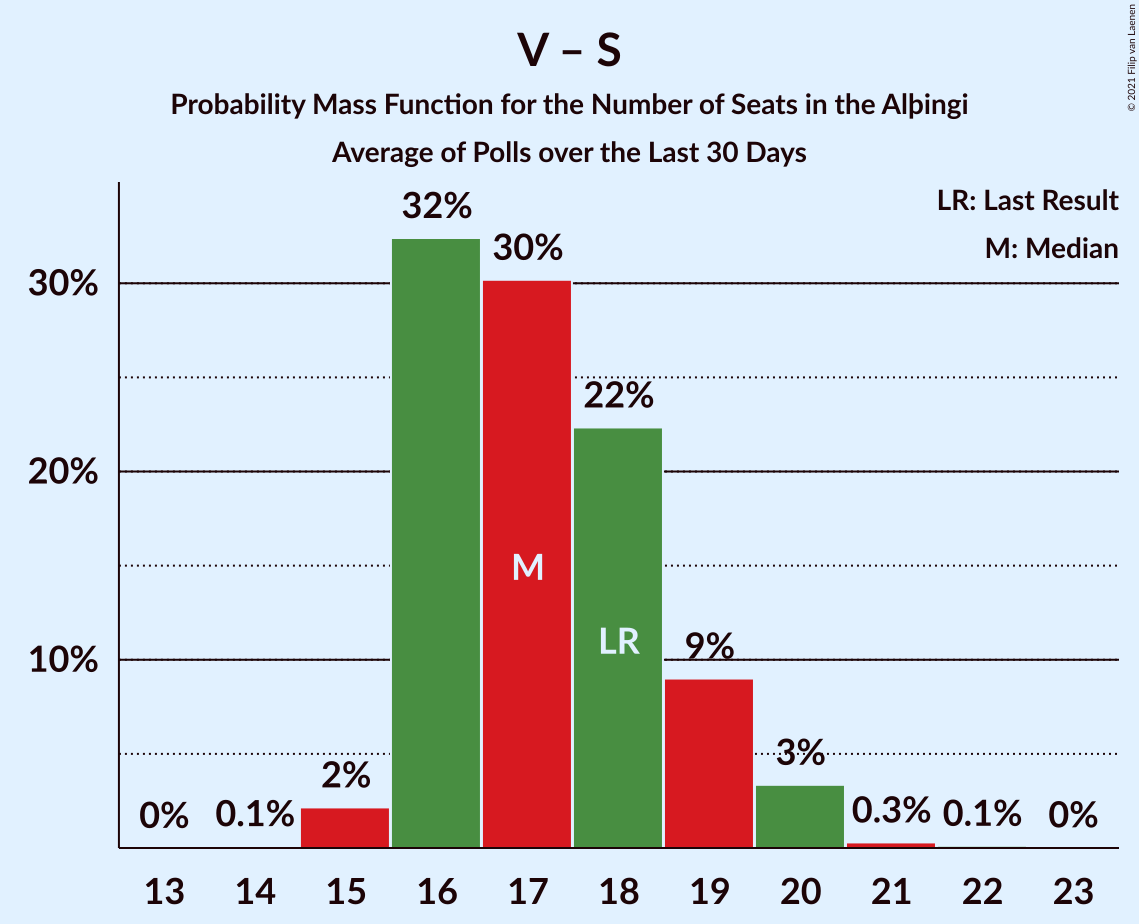 V – S
Probability Mass Function for the Number of Seats in the Alþingi
Average of Polls over the Last 30 Days
© 2021 Filip van Laenen
LR: Last Result
M: Median
30%
20%
10%
0%
0.1%
2%
32%
30%
22%
9%
3%
0.3%
0.1%
0%
M
LR
13 14 15 16 17 18 19 20 21 22 23